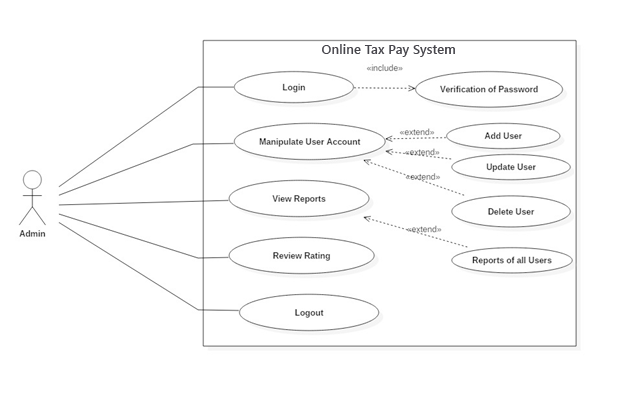 Online Tax Pay System
«include»
Login
Verification of Password
«extend»
Add User
Manipulate User Account
«extend»
Update User
«extend»
Delete User
View Reports
Admin
«extend»
Review Rating
Reports of all Users
Logout